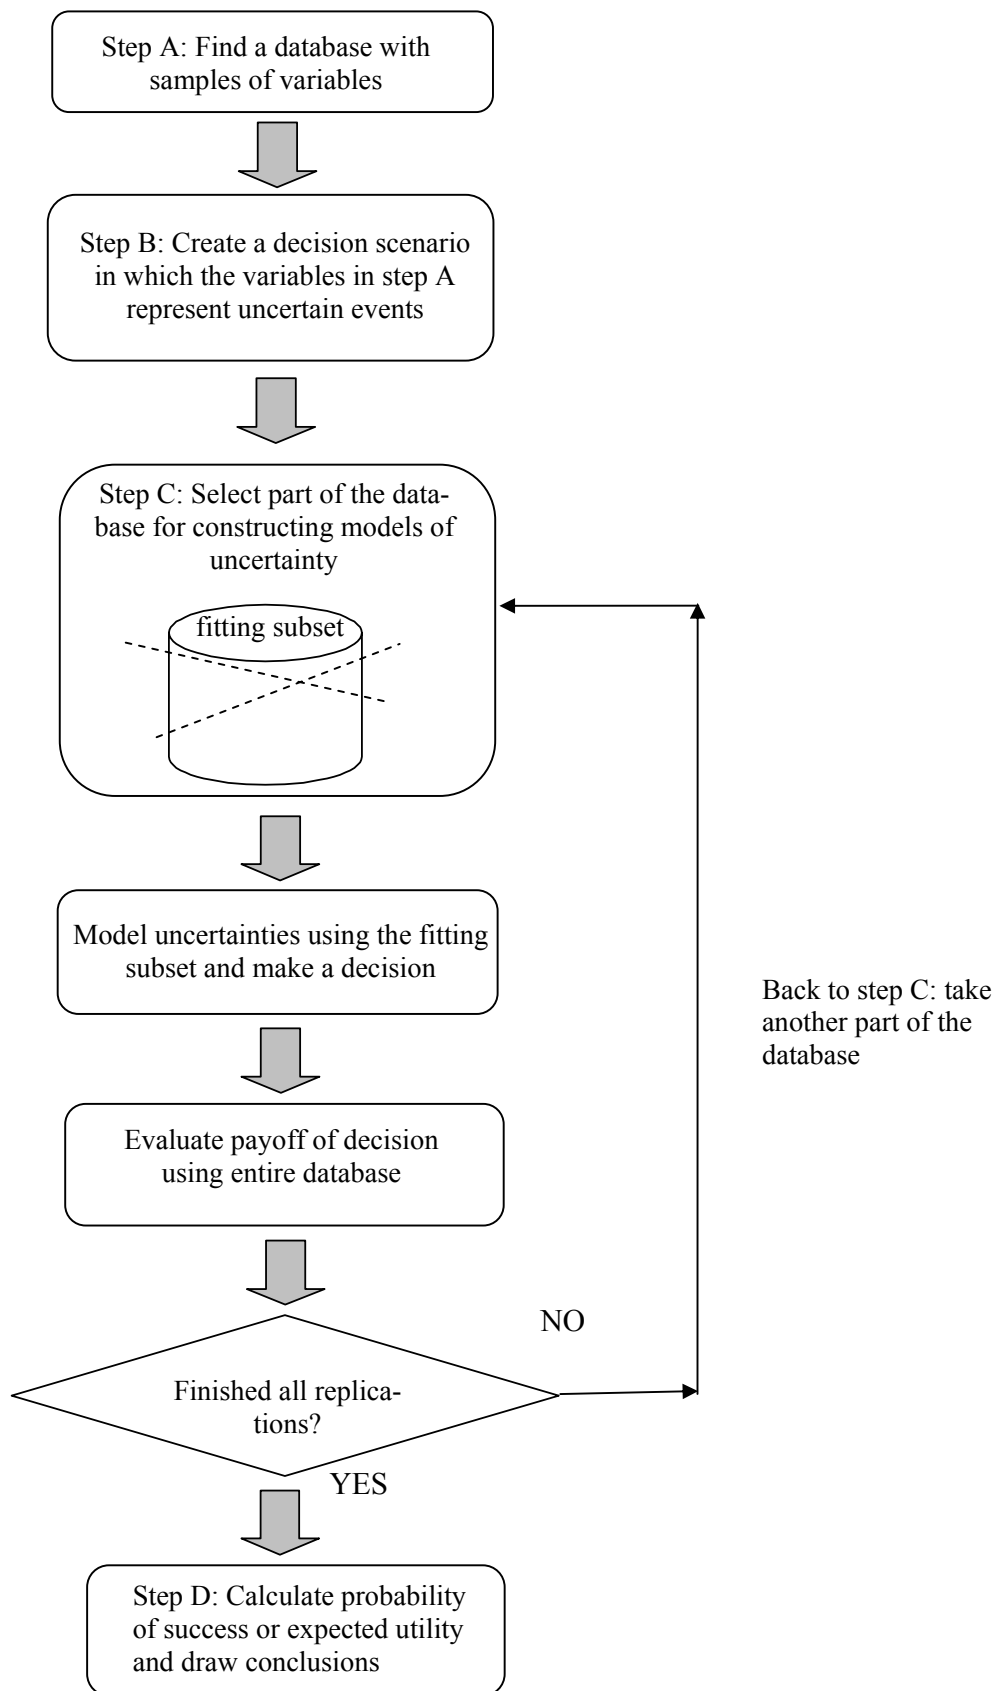 Step A: Find a database with
samples of variables
Step B: Create a decision scenario
in which the variables in step A
represent uncertain events
Step C: Select part of the data-
base for constructing models of
uncertainty
fitting subset
Model uncertainties using the fitting
subset and make a decision
Back to step C: take
another part of the
database
Evaluate payoff of decision
using entire database
NO
Finished all replica-
tions?
YES
Step D: Calculate probability
of success or expected utility
and draw conclusions